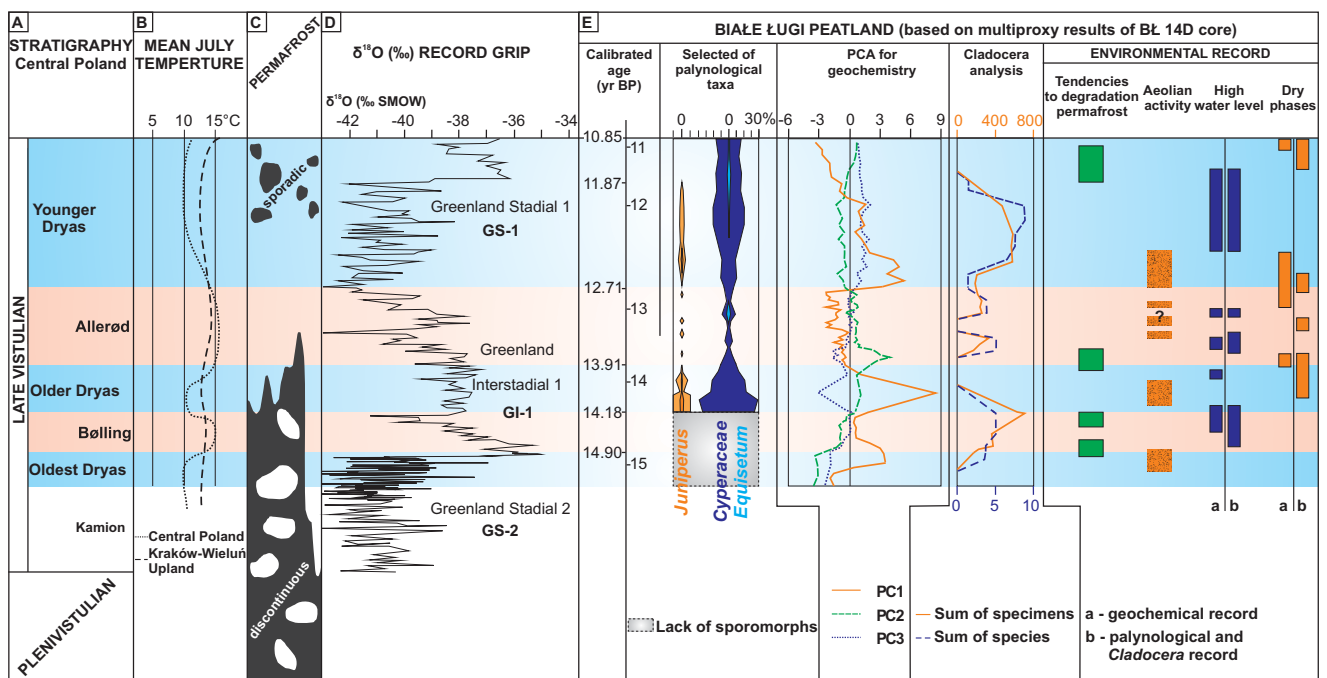 A
STRATIGRAPHY
Central Poland
B
MEAN JULY
TEMPERTURE
5 10 15°C
C
PERMAFROST
D
δ¹⁸O (‰) RECORD GRIP
δ¹⁸O (‰ SMOW)
-42 -40 -38 -36 -34
E
BIAŁE ŁUGI PEATLAND (based on multiproxy results of BŁ 14D core)
Calibrated
age
(yr BP)
Selected of
palynological
taxa
0 0 30%
PCA for
geochemistry
-6 -3 0 3 6 9
Cladocera
analysis
0 400 800
ENVIRONMENTAL RECORD
Tendencies
to degradation
permafrost
Aeolian
activity
High
water level
Dry
phases
LATE VISTULIAN
Younger
Dryas
Allerød
Older Dryas
Bølling
Oldest Dryas
Kamion
PLENIVISTULIAN
Central Poland
Kraków-Wieluń
Upland
sporadic
discontinuous
Greenland Stadial 1
GS-1
Greenland
Interstadial 1
GI-1
Greenland Stadial 2
GS-2
10.85
-11
11.87
-12
12.71
-13
13.91
-14
14.18
14.90
-15
Juniperus
Cyperaceae
Equisetum
?
0 5 10
a b
a b
Lack of sporomorphs
PC1
PC2
PC3
Sum of specimens
Sum of species
a - geochemical record
b - palynological and
Cladocera record